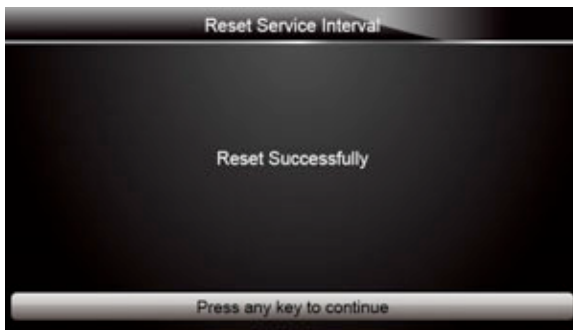 Reset Service Interval
Reset Successfully
Press any key to continue